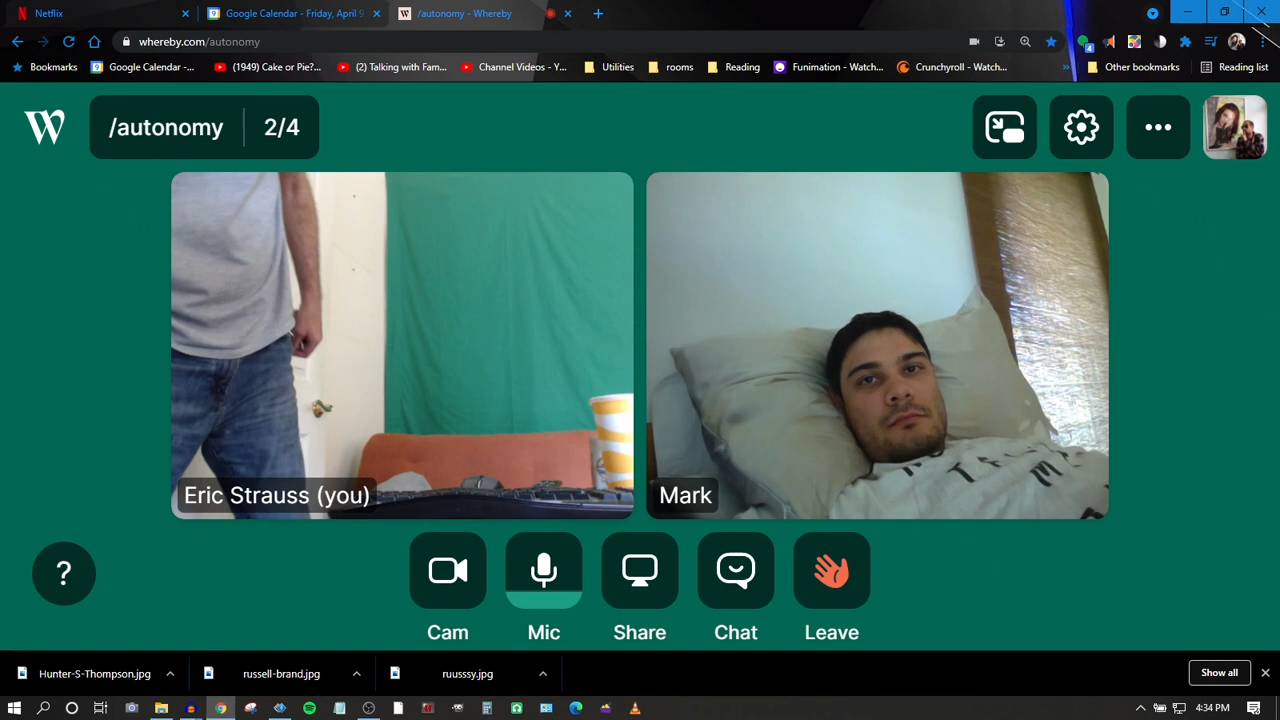 Netflix
Google Calendar - Friday, April 9
/autonomy - Whereby
whereby.com/autonomy
4
Bookmarks
Google Calendar -...
(1949) Cake or Pie?...
(2) Talking with Fam...
Channel Videos - Y...
Utilities
rooms
Reading
Funimation - Watch...
Crunchyroll - Watch...
»
Other bookmarks
Reading list
/autonomy
2/4
Eric Strauss (you)
Mark
?
Cam
Mic
Share
Chat
Leave
Hunter-S-Thompson.jpg
russell-brand.jpg
ruusssy.jpg
Show all
4:34 PM